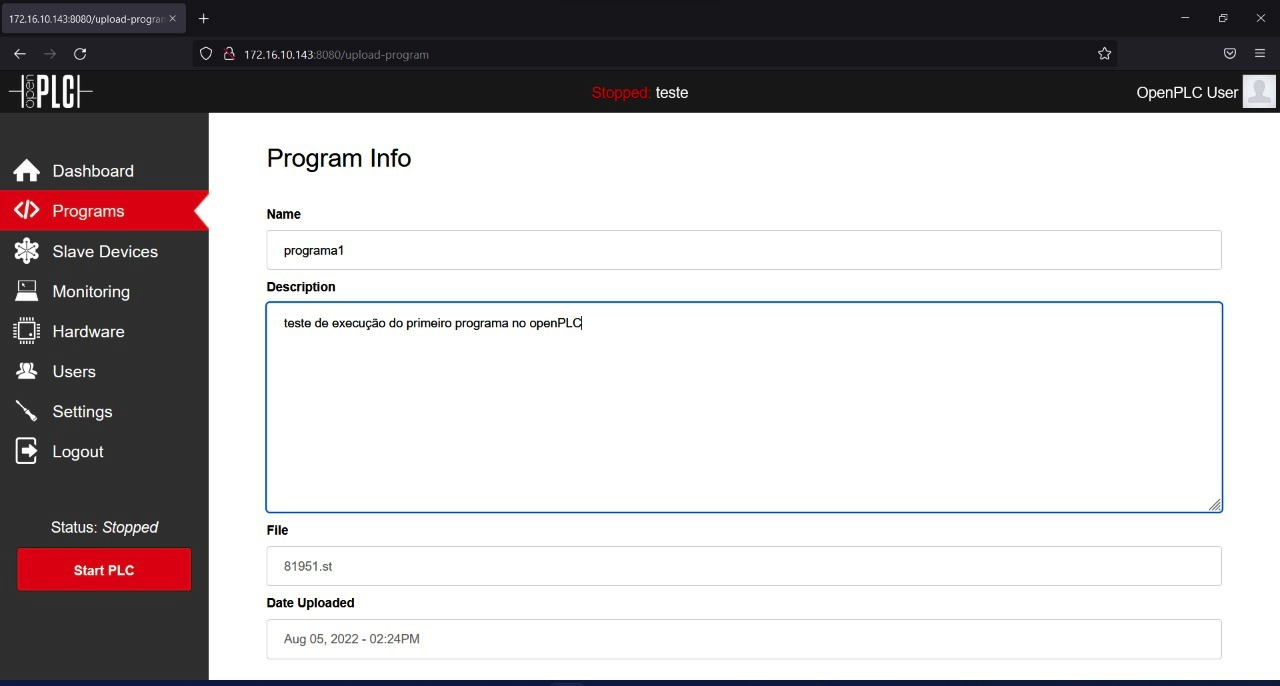 172.16.10.143:8080/upload-program
172.16.10.143:8080/upload-program
open PLC
Stopped: teste
OpenPLC User
Dashboard
Programs
Slave Devices
Monitoring
Hardware
Users
Settings
Logout
Status: Stopped
Start PLC
Program Info
Name
programa1
Description
teste de execução do primeiro programa no openPLC
File
81951.st
Date Uploaded
Aug 05, 2022 - 02:24PM